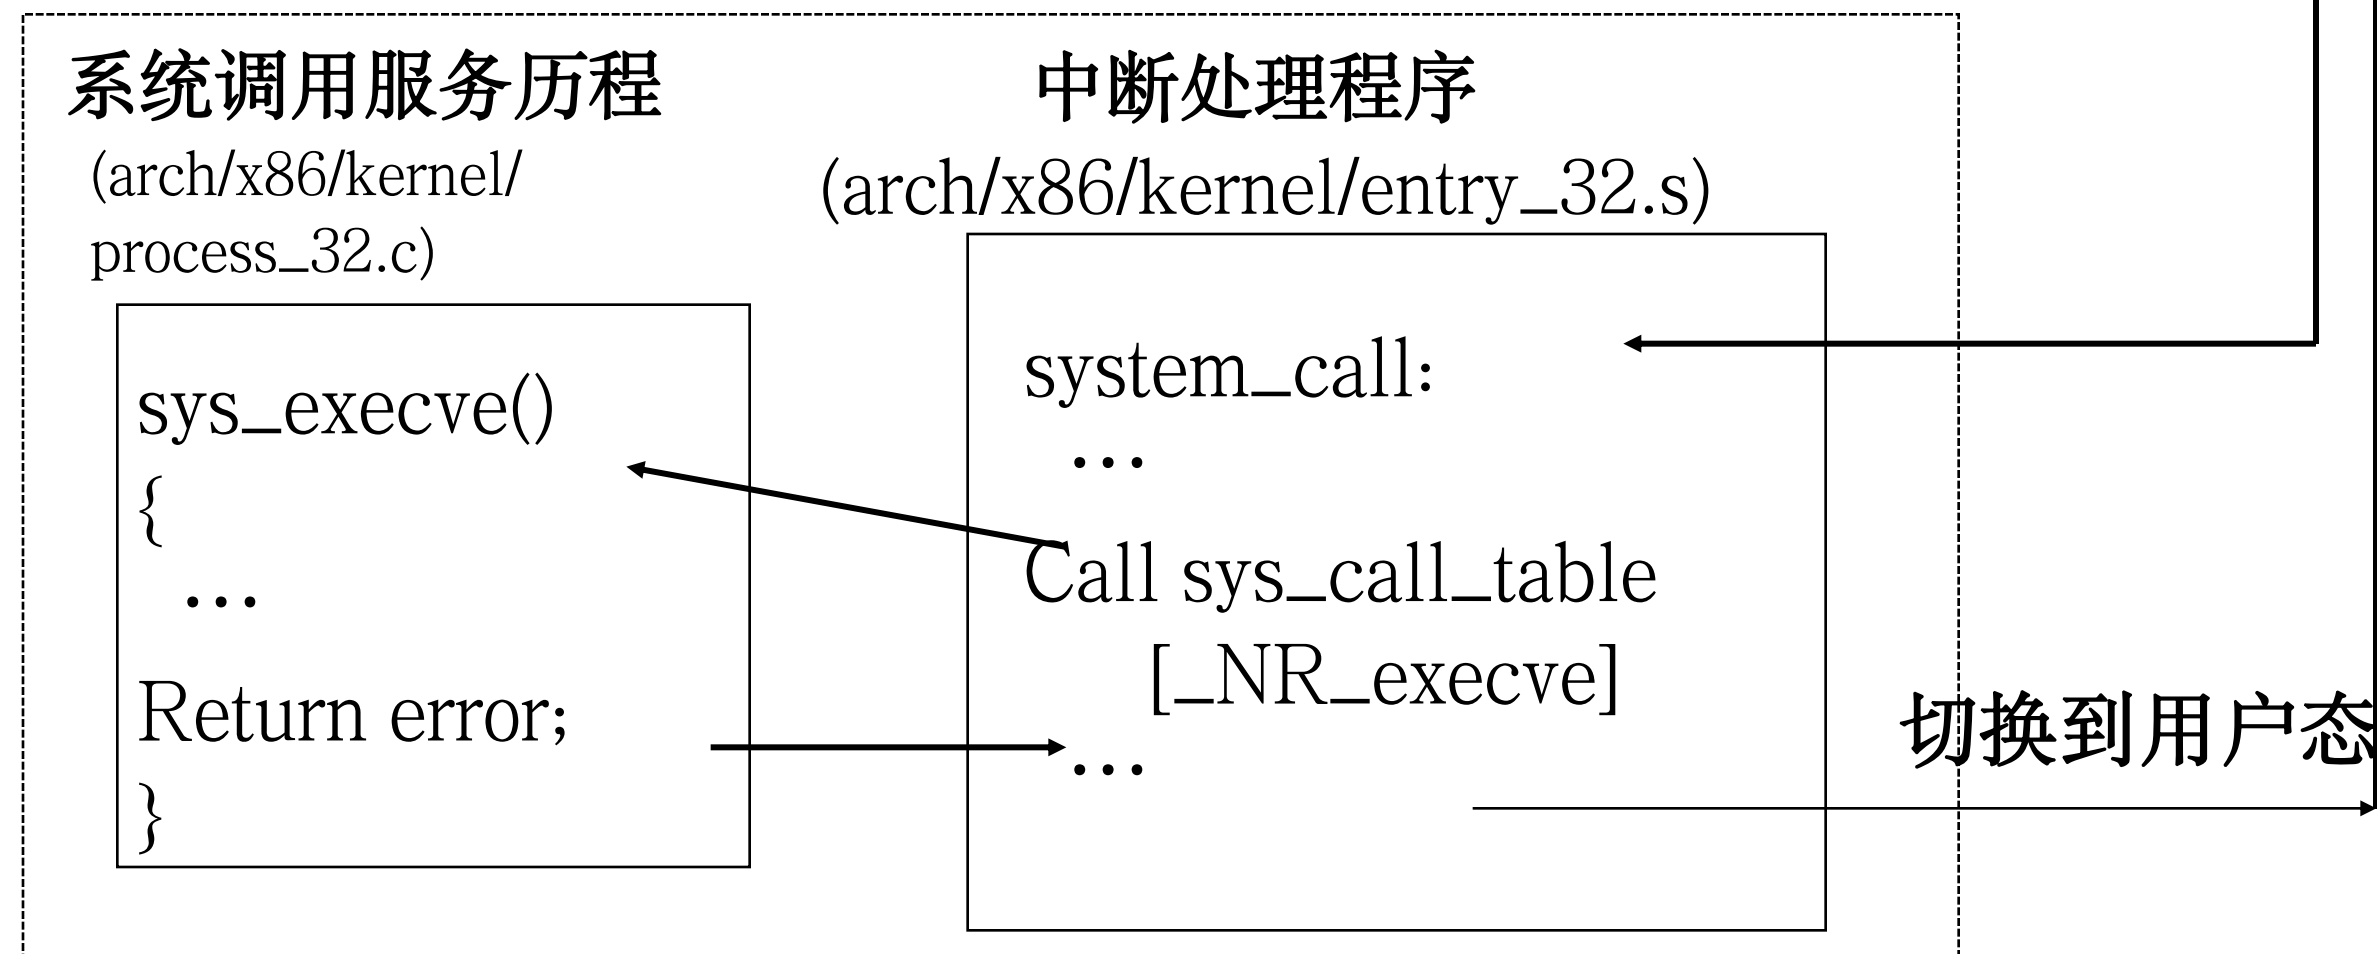 系统调用服务历程
(arch/x86/kernel/
process_32.c)
sys_execve()
{
…
Return error;
}
中断处理程序
(arch/x86/kernel/entry_32.s)
system_call:
…
Call sys_call_table
[_NR_execve]
…
切换到用户态